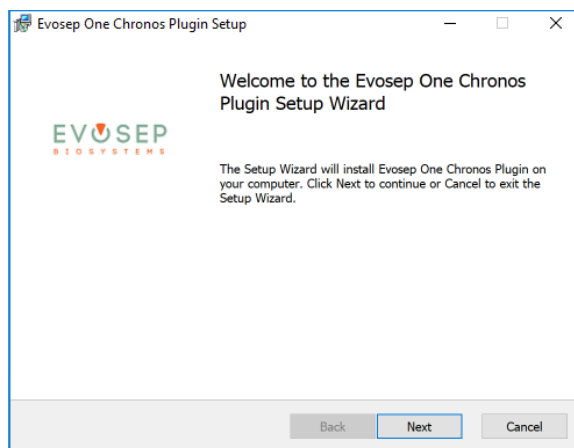 Evosep One Chronos Plugin Setup
Welcome to the Evosep One Chronos
Plugin Setup Wizard
EVOSEP
BIOSYSTEMS
The Setup Wizard will install Evosep One Chronos Plugin on
your computer. Click Next to continue or Cancel to exit the
Setup Wizard.
Back Next Cancel